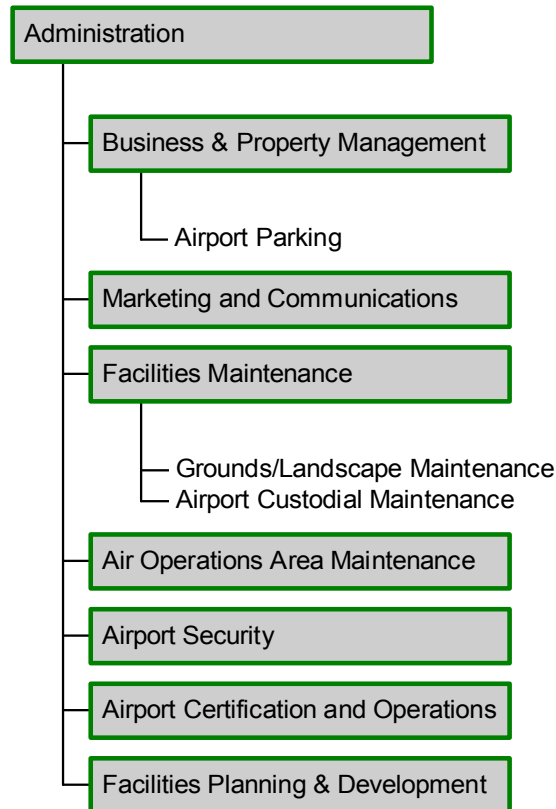 Administration
Business & Property Management
Airport Parking
Marketing and Communications
Facilities Maintenance
Grounds/Landscape Maintenance
Airport Custodial Maintenance
Air Operations Area Maintenance
Airport Security
Airport Certification and Operations
Facilities Planning & Development